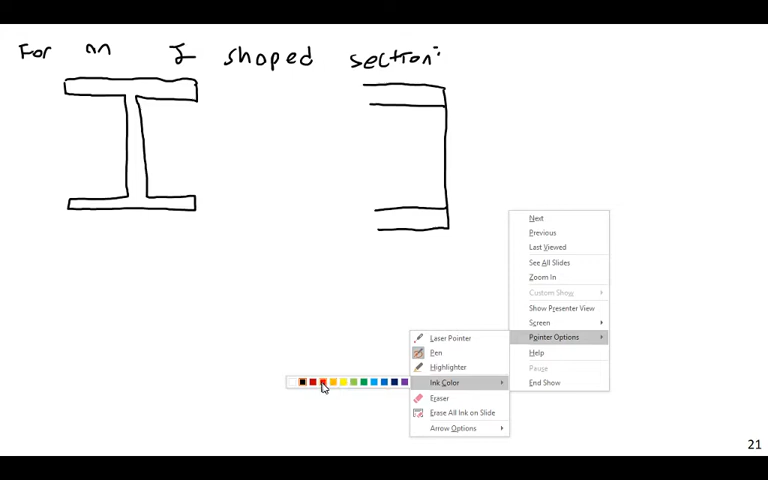 For an I shaped section:
Next
Previous
Last Viewed
See All Slides
Zoom In
Custom Show
Show Presenter View
Screen
Pointer Options
Help
Pause
End Show
Laser Pointer
Pen
Highlighter
Ink Color
Eraser
Erase All Ink on Slide
Arrow Options
21